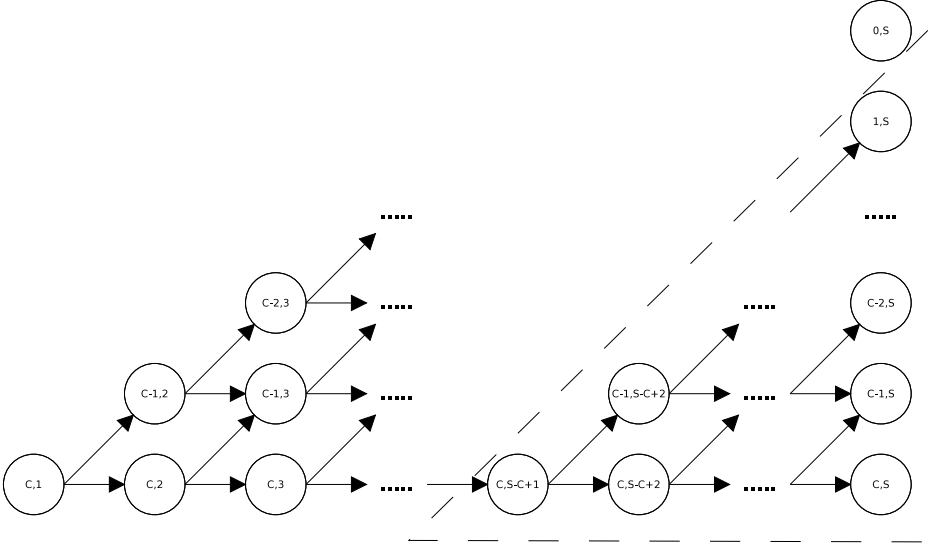 0,S
1,S
.....
.....
C-2,3
.....
.....
C-2,S
C-1,2
C-1,3
.....
C-1,S-C+2
.....
C-1,S
C,1
C,2
C,3
.....
C,S-C+1
C,S-C+2
.....
C,S